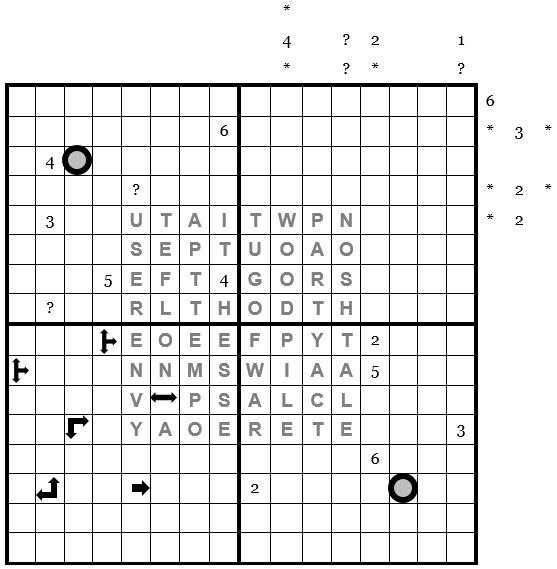 *
4 ? 2 1
* ? * ?
6
6 * 3 *
4
? * 2 *
3 U T A I T W P N * 2
S E P T U O A O
5 E F T 4 G O R S
? R L T H O D T H
E O E E F P Y T 2
N N M S W I A A 5
V P S A L C L
Y A O E R E T E 3
6
2